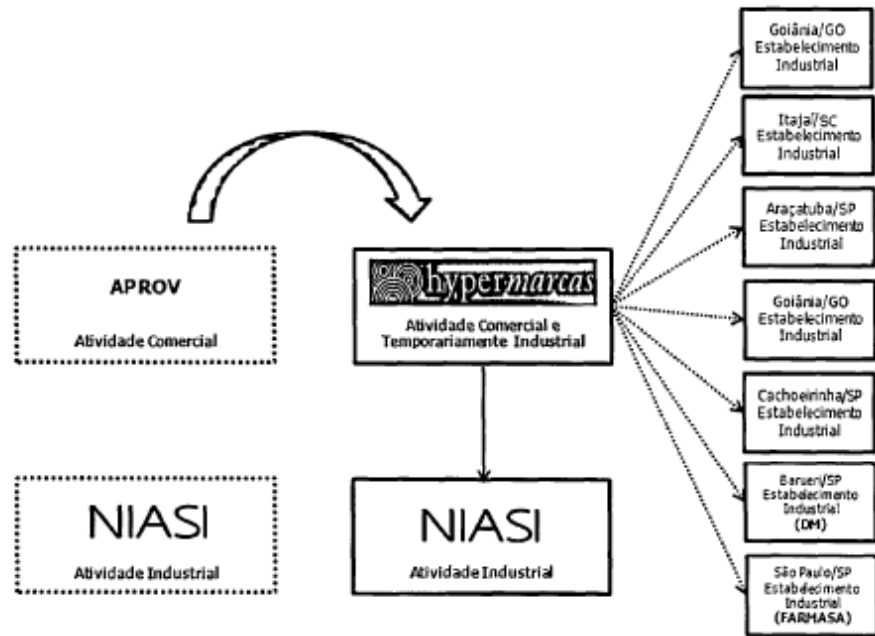 APROV
Atividade Comercial
hypermarcas
Atividade Comercial e
Temporariamente Industrial
NIASI
Atividade Industrial
NIASI
Atividade Industrial
Goiânia/GO
Estabelecimento
Industrial
Itajaí/SC
Estabelecimento
Industrial
Araçatuba/SP
Estabelecimento
Industrial
Goiânia/GO
Estabelecimento
Industrial
Cachoeirinha/SP
Estabelecimento
Industrial
Barueri/SP
Estabelecimento
Industrial
(DM)
São Paulo/SP
Estabelecimento
Industrial
(FARHASA)